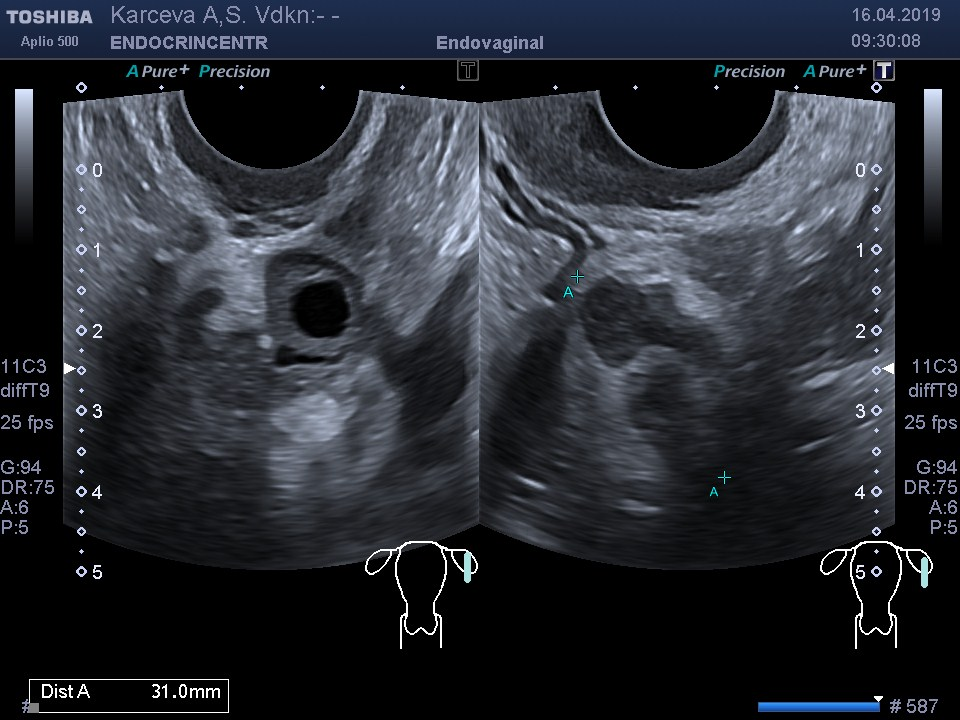 TOSHIBA Karceva A,S. Vdkn:- - 16.04.2019
Aplio 500 ENDOCRINCENTR Endovaginal 09:30:08
A Pure+ Precision T Precision A Pure+ T
0 0
1 1
A
2 2
11C3 11C3
diffT9 diffT9
3 3
25 fps 25 fps
G:94 G:94
DR:75 4 A 4 DR:75
A:6 A:6
P:5 P:5
5 5
Dist A 31.0mm
# # 587